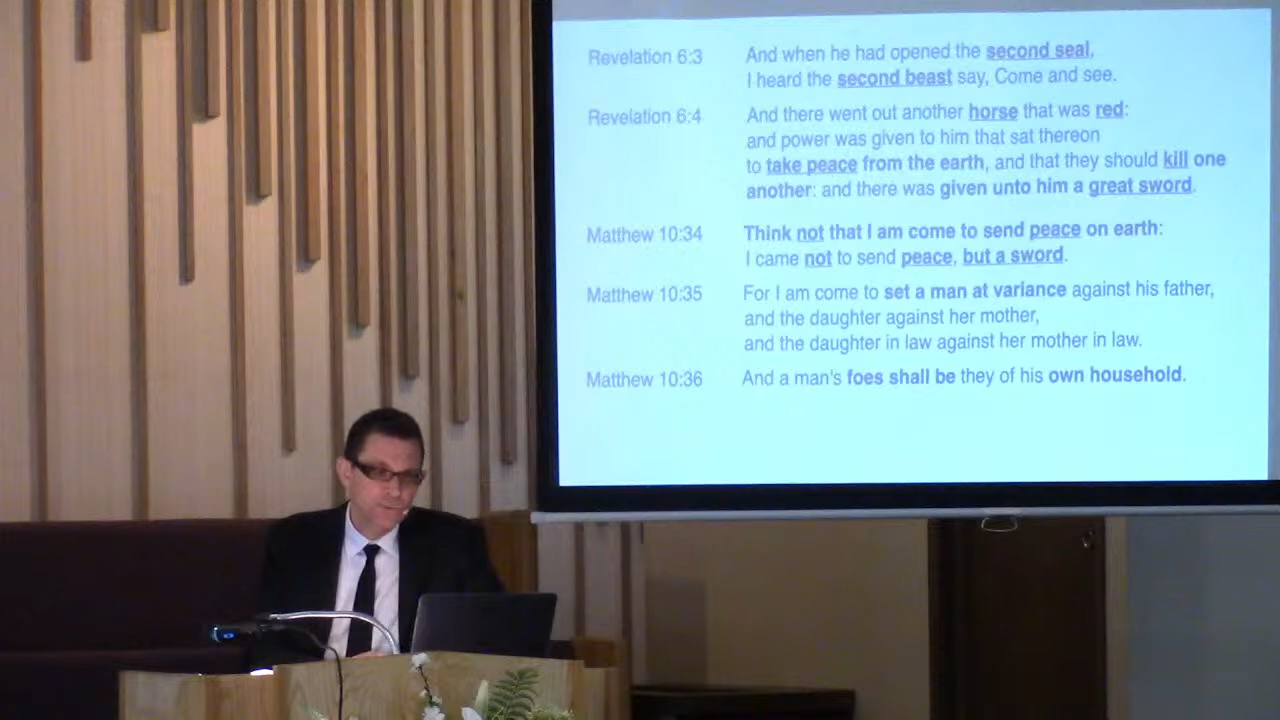 Revelation 6:3 And when he had opened the second seal,
I heard the second beast say, Come and see.
Revelation 6:4 And there went out another horse that was red:
and power was given to him that sat thereon
to take peace from the earth, and that they should kill one
another: and there was given unto him a great sword.
Matthew 10:34 Think not that I am come to send peace on earth:
I came not to send peace, but a sword.
Matthew 10:35 For I am come to set a man at variance against his father,
and the daughter against her mother,
and the daughter in law against her mother in law.
Matthew 10:36 And a man's foes shall be they of his own household.